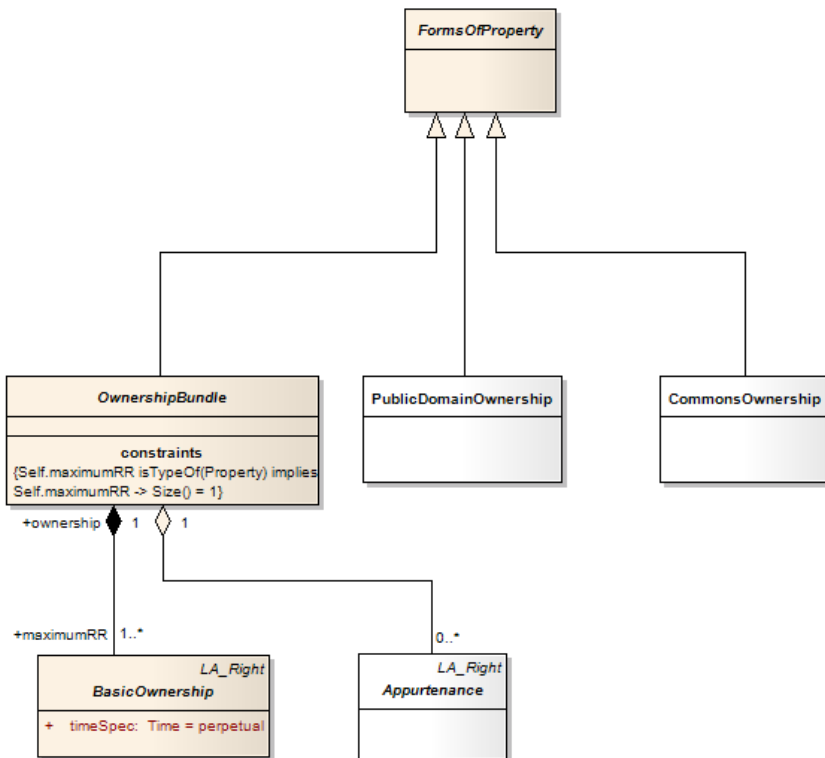 FormsOfProperty
OwnershipBundle
constraints
{Self.maximumRR isTypeOf(Property) implies
Self.maximumRR -> Size() = 1}
PublicDomainOwnership
CommonsOwnership
+ownership 1 1
+maximumRR 1..*
0..*
LA_Right
BasicOwnership
+ timeSpec: Time = perpetual
LA_Right
Appurtenance